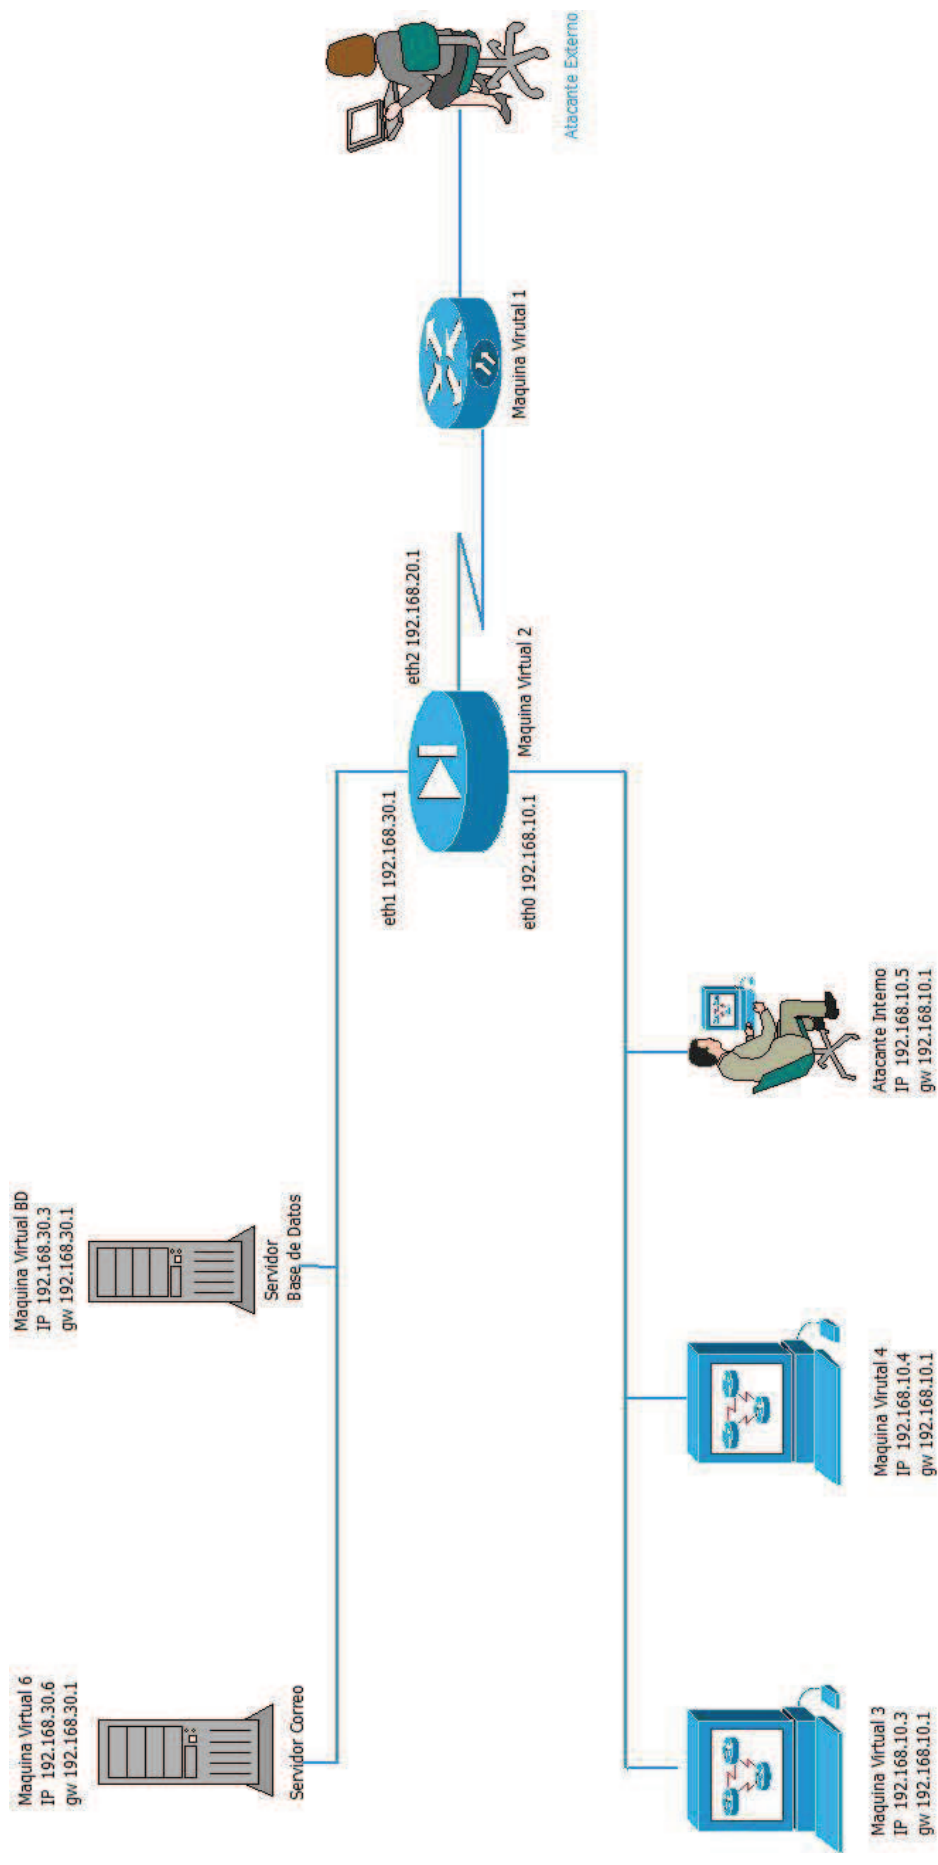 Maquina Virtual 6
IP 192.168.30.6
gw 192.168.30.1
Servidor Correo
Maquina Virtual BD
IP 192.168.30.3
gw 192.168.30.1
Servidor
Base de Datos
eth1 192.168.30.1
eth2 192.168.20.1
eth0 192.168.10.1
Maquina Virtual 2
Maquina Virutal 1
Atacante Externo
Maquina Virtual 3
IP 192.168.10.3
gw 192.168.10.1
Maquina Virutal 4
IP 192.168.10.4
gw 192.168.10.1
Atacante Interno
IP 192.168.10.5
gw 192.168.10.1